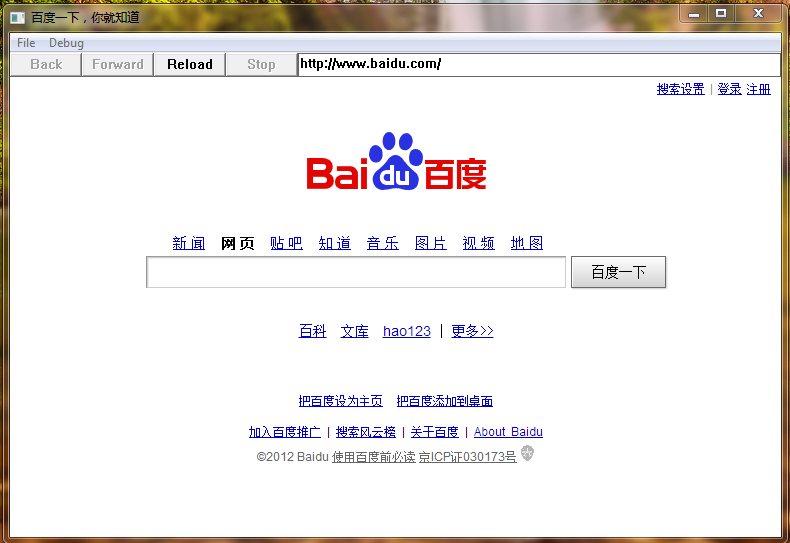 百度一下，你就知道
File Debug
Back Forward Reload Stop http://www.baidu.com/
搜索设置 | 登录 注册
Bai du 百度
新闻 网页 贴吧 知道 音乐 图片 视频 地图
百度一下
百科 文库 hao123 | 更多>>
把百度设为主页 把百度添加到桌面
加入百度推广 | 搜索风云榜 | 关于百度 | About Baidu
©2012 Baidu 使用百度前必读 京ICP证030173号